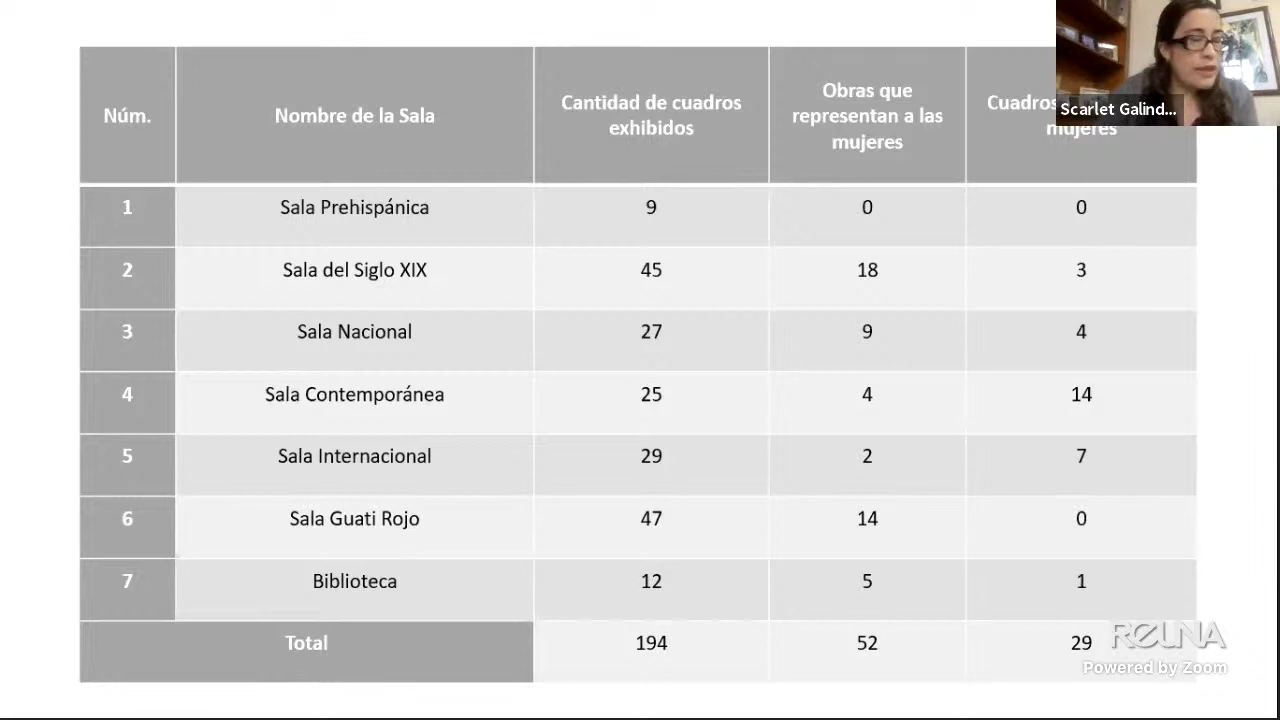 Núm. Nombre de la Sala Cantidad de cuadros exhibidos Obras que representan a las mujeres Cuadros mujeres
Scarlet Galind...
1 Sala Prehispánica 9 0 0
2 Sala del Siglo XIX 45 18 3
3 Sala Nacional 27 9 4
4 Sala Contemporánea 25 4 14
5 Sala Internacional 29 2 7
6 Sala Guati Rojo 47 14 0
7 Biblioteca 12 5 1
Total 194 52 29
REUNA
Powered by Zoom